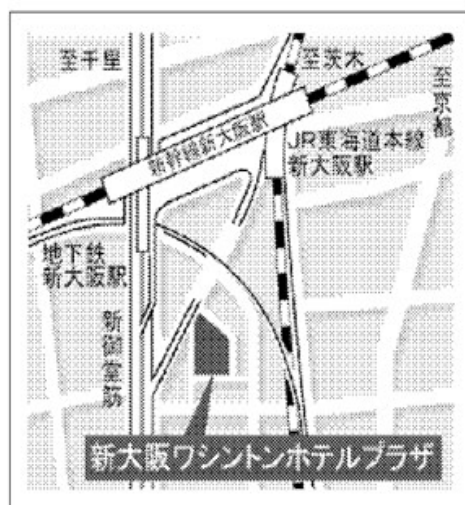 至千里
至茨木
至京都
新幹線新大阪駅
JR東海道本線
新大阪駅
地下鉄
新大阪駅
新御堂筋
新大阪ワシントンホテルプラザ